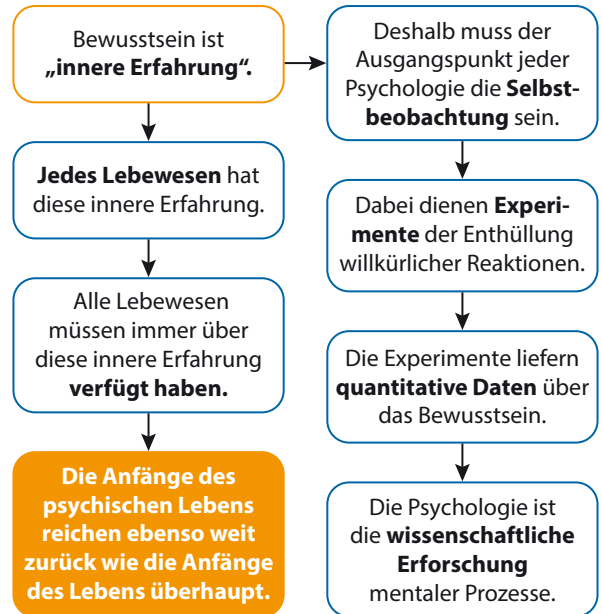 Bewusstsein ist
„innere Erfahrung“.
Jedes Lebewesen hat
diese innere Erfahrung.
Alle Lebewesen
müssen immer über
diese innere Erfahrung
verfügt haben.
Die Anfänge des
psychischen Lebens
reichen ebenso weit
zurück wie die Anfänge
des Lebens überhaupt.
Deshalb muss der
Ausgangspunkt jeder
Psychologie die Selbst-
beobachtung sein.
Dabei dienen Experi-
mente der Enthüllung
willkürlicher Reaktionen.
Die Experimente liefern
quantitative Daten über
das Bewusstsein.
Die Psychologie ist
die wissenschaftliche
Erforschung
mentaler Prozesse.